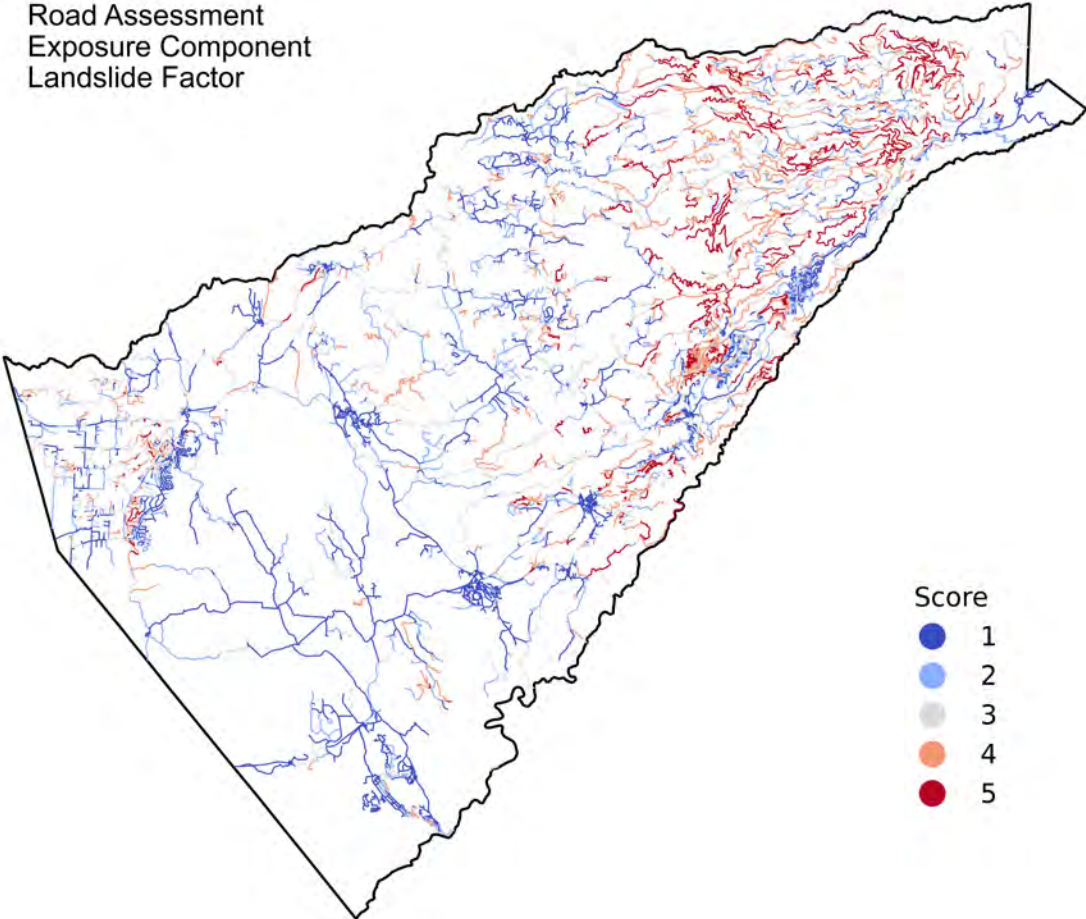 Road Assessment
Exposure Component
Landslide Factor
Score
1
2
3
4
5